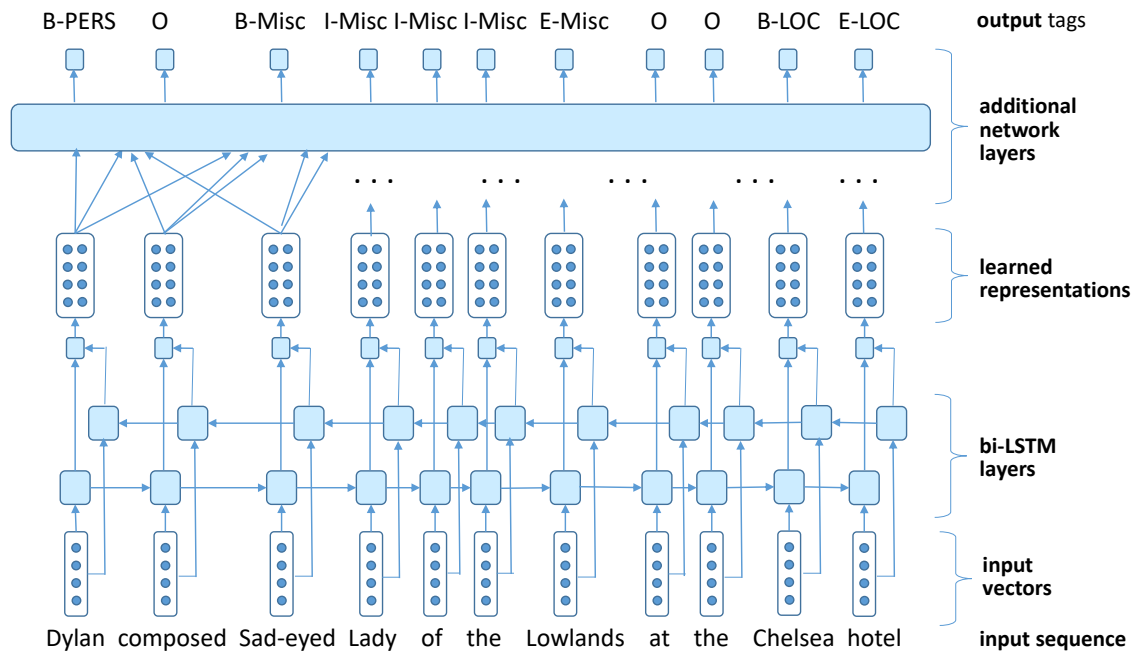 B-PERS O B-Misc I-Misc I-Misc I-Misc E-Misc O O B-LOC E-LOC output tags
additional
network
layers
. . . . . . . . . . . . . . .
learned
representations
bi-LSTM
layers
input
vectors
Dylan composed Sad-eyed Lady of the Lowlands at the Chelsea hotel input sequence